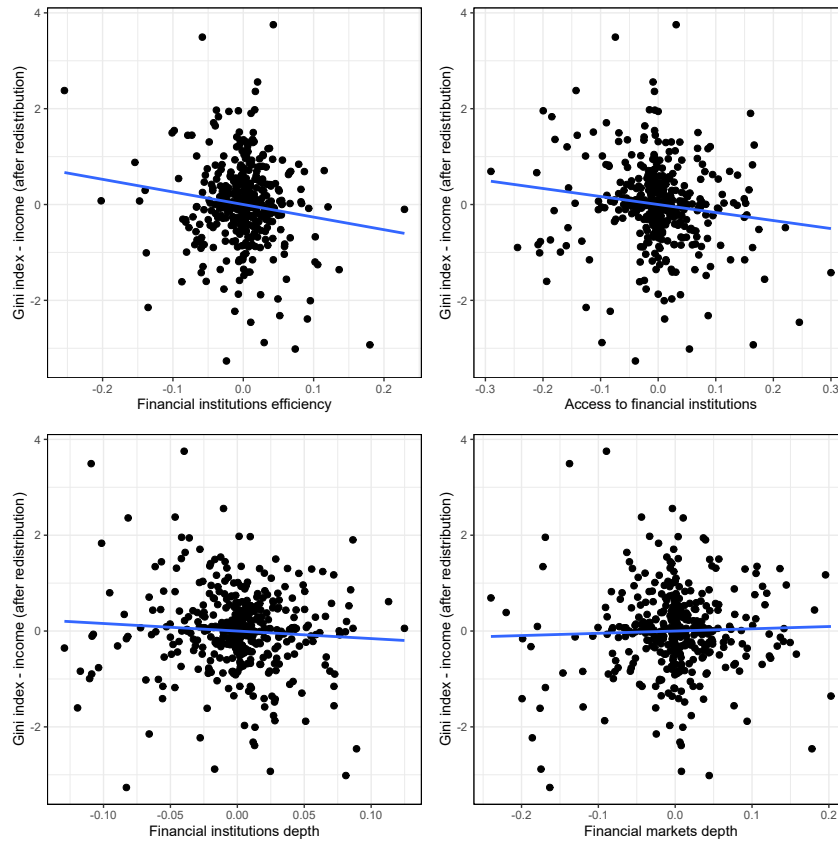 4
2
0
-2
Gini index - income (after redistribution)
-0.2 -0.1 0.0 0.1 0.2
Financial institutions efficiency
4
2
0
-2
Gini index - income (after redistribution)
-0.3 -0.2 -0.1 0.0 0.1 0.2 0.3
Access to financial institutions
4
2
0
-2
Gini index - income (after redistribution)
-0.10 -0.05 0.00 0.05 0.10
Financial institutions depth
4
2
0
-2
Gini index - income (after redistribution)
-0.2 -0.1 0.0 0.1 0.2
Financial markets depth